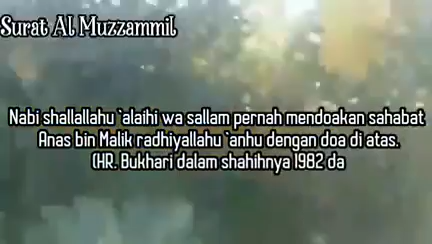 Surat Al Muzzammil
Nabi shallallahu `alaihi wa sallam pernah mendoakan sahabat
Anas bin Malik radhiyallahu `anhu dengan doa di atas.
(HR. Bukhari dalam shahihnya 1982 da